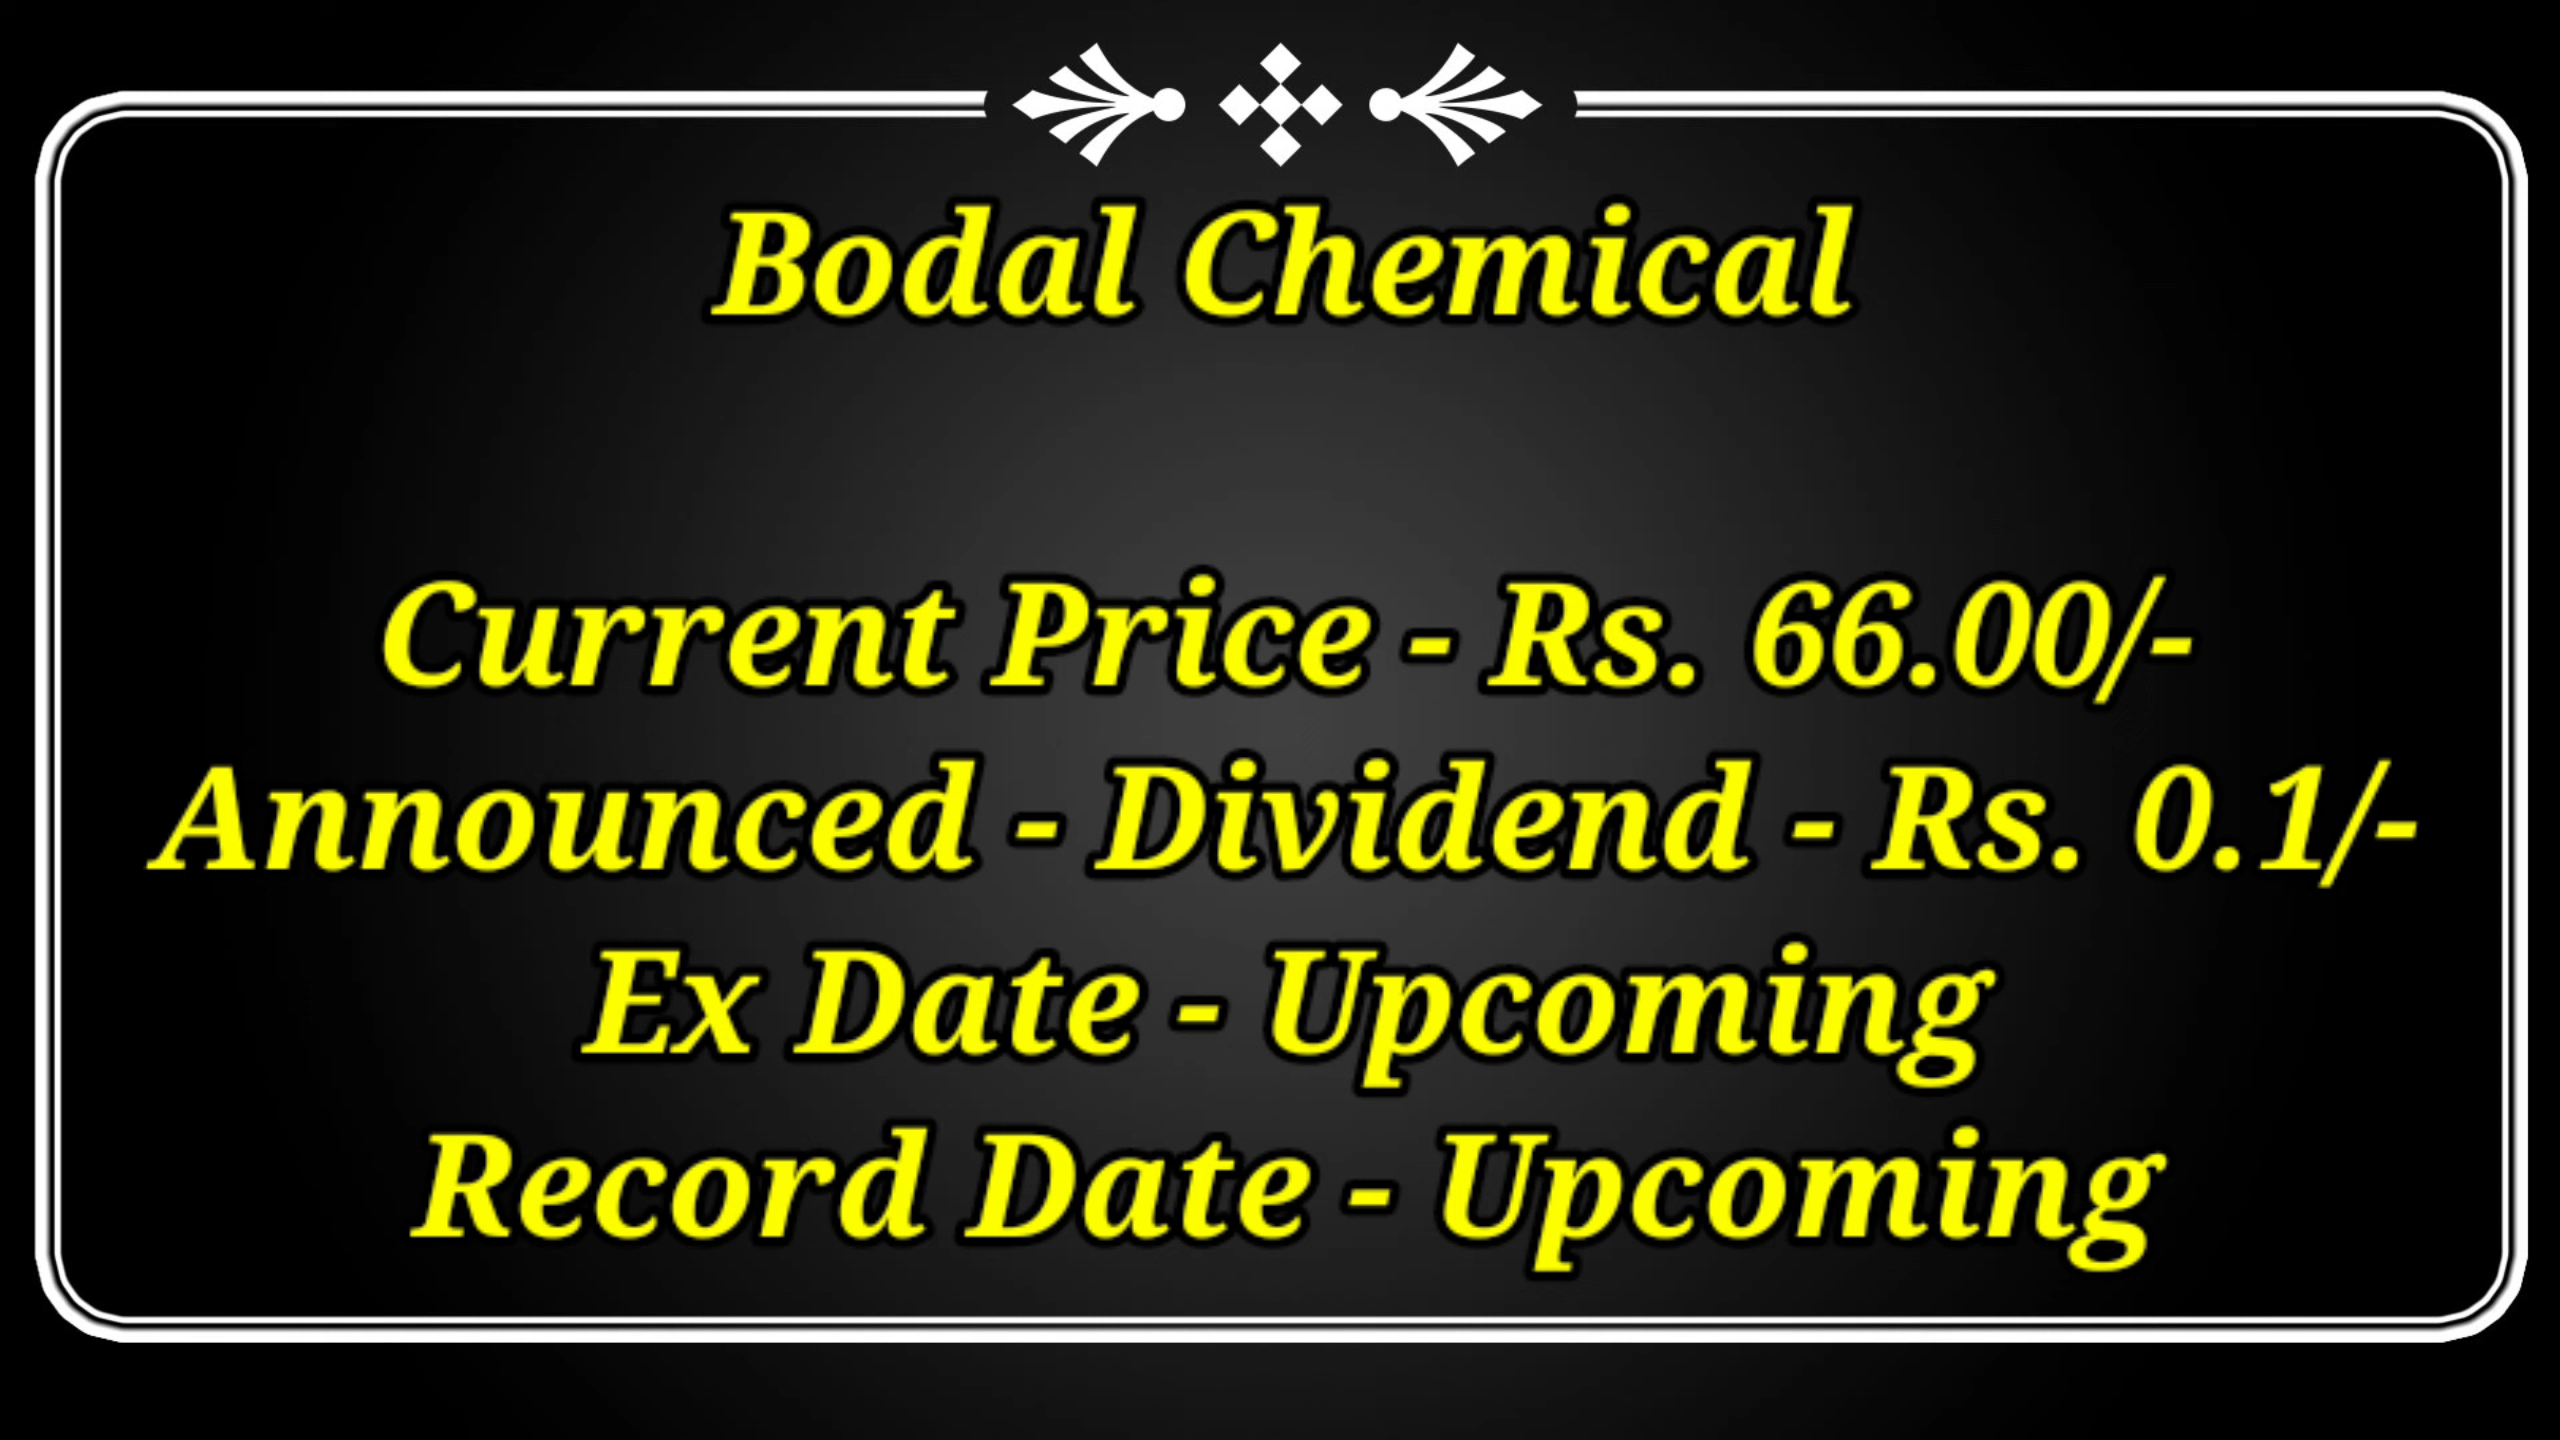 Bodal Chemical
Current Price - Rs. 66.00/-
Announced - Dividend - Rs. 0.1/-
Ex Date - Upcoming
Record Date - Upcoming